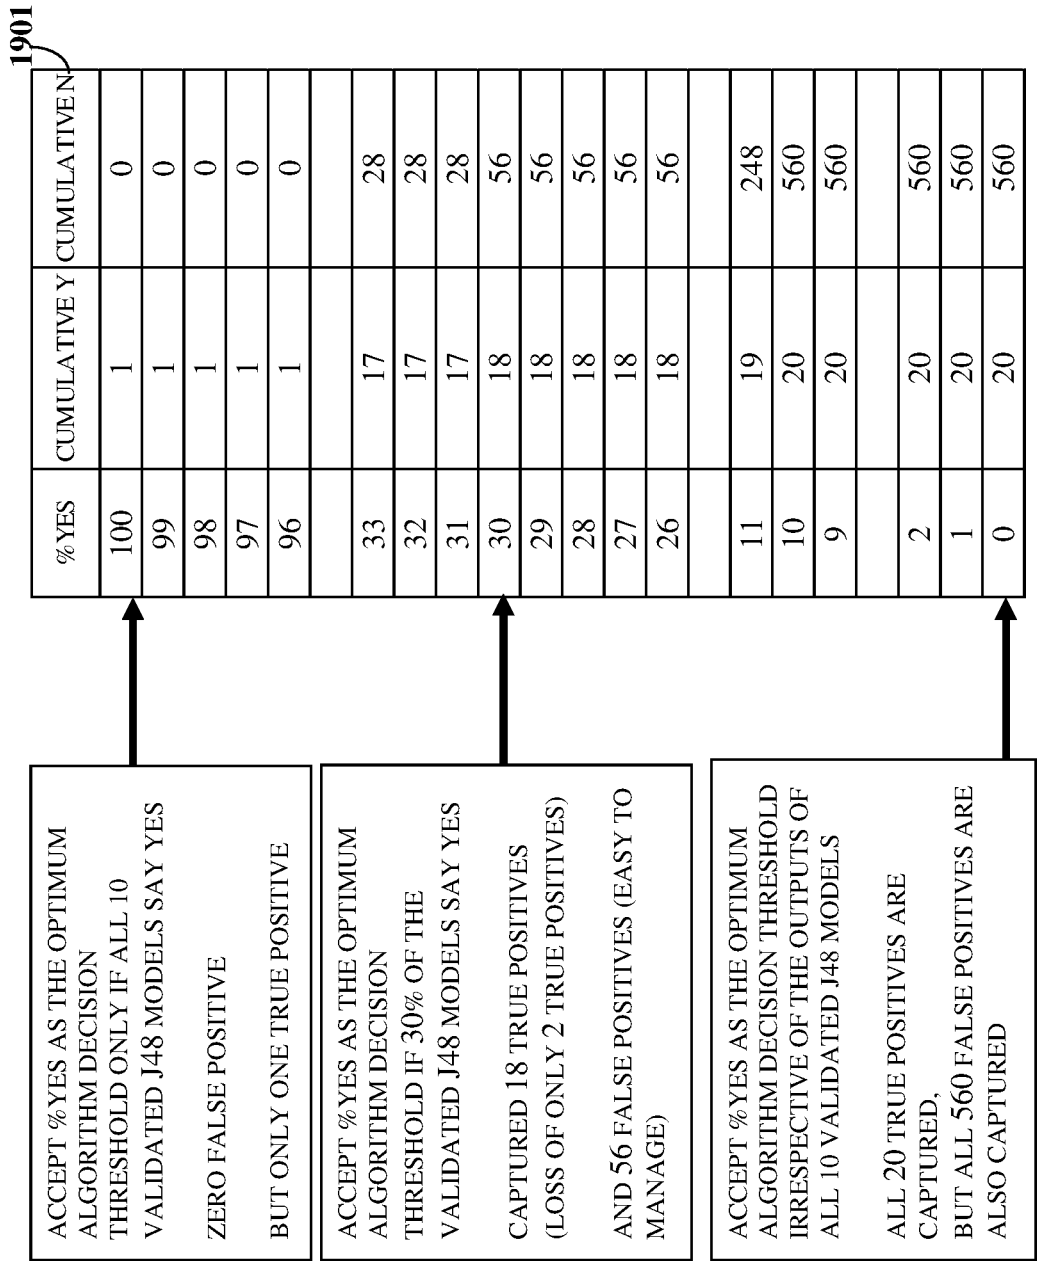 1901
%YES CUMULATIVE Y CUMULATIVE N
100 1 0
99 1 0
98 1 0
97 1 0
96 1 0
33 17 28
32 17 28
31 17 28
30 18 56
29 18 56
28 18 56
27 18 56
26 18 56
11 19 248
10 20 560
9 20 560
2 20 560
1 20 560
0 20 560
ACCEPT %YES AS THE OPTIMUM
ALGORITHM DECISION
THRESHOLD ONLY IF ALL 10
VALIDATED J48 MODELS SAY YES
ZERO FALSE POSITIVE
BUT ONLY ONE TRUE POSITIVE
ACCEPT %YES AS THE OPTIMUM
ALGORITHM DECISION
THRESHOLD IF 30% OF THE
VALIDATED J48 MODELS SAY YES
CAPTURED 18 TRUE POSITIVES
(LOSS OF ONLY 2 TRUE POSITIVES)
AND 56 FALSE POSITIVES (EASY TO
MANAGE)
ACCEPT %YES AS THE OPTIMUM
ALGORITHM DECISION THRESHOLD
IRRESPECTIVE OF THE OUTPUTS OF
ALL 10 VALIDATED J48 MODELS
ALL 20 TRUE POSITIVES ARE
CAPTURED,
BUT ALL 560 FALSE POSITIVES ARE
ALSO CAPTURED